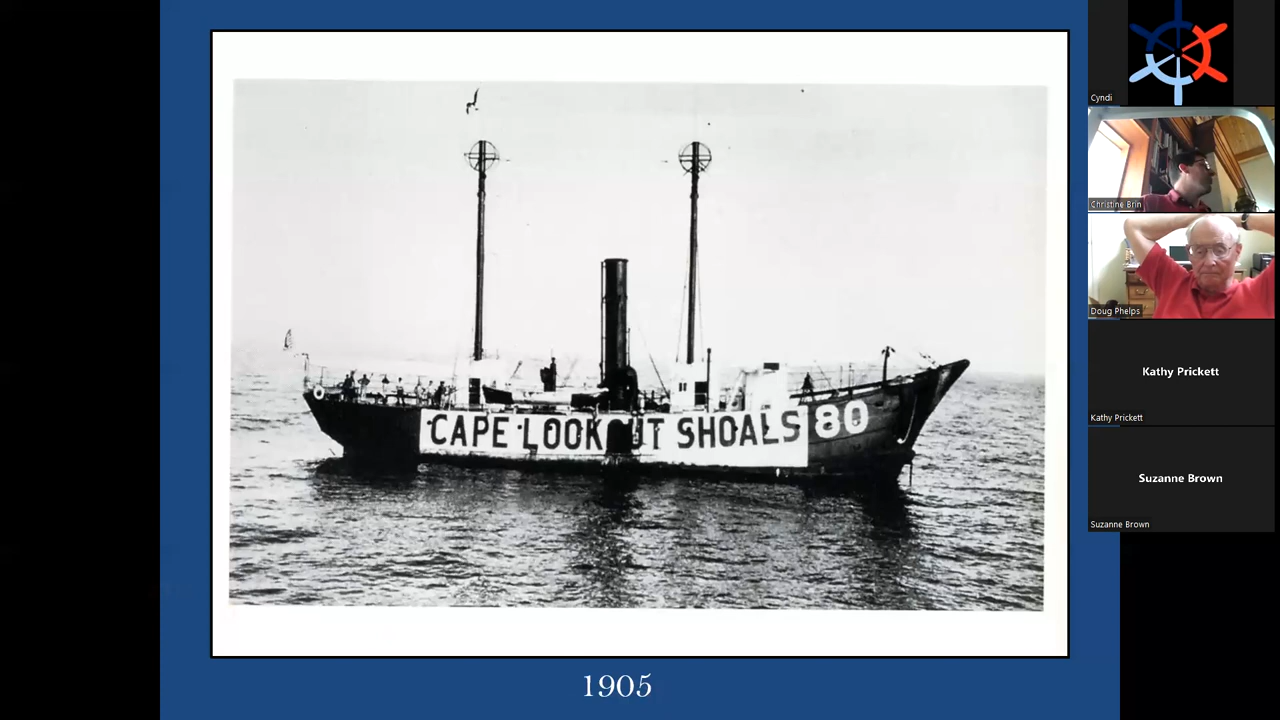 CAPE LOOKOUT SHOALS 80
1905
Cyndi
Christine Brin
Doug Phelps
Kathy Prickett
Kathy Prickett
Suzanne Brown
Suzanne Brown